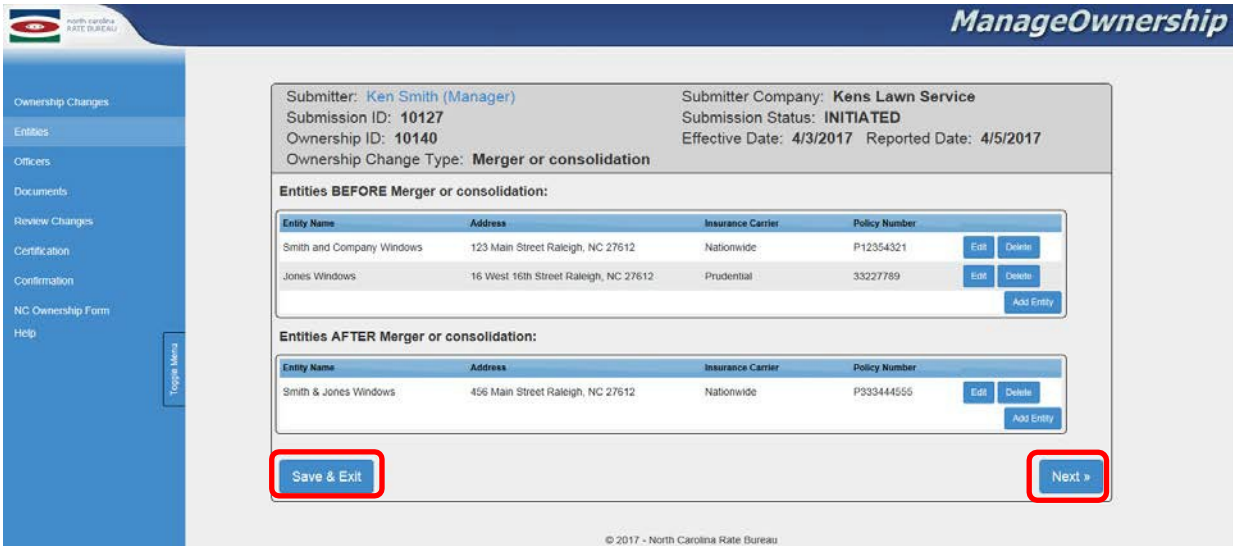 north carolina
RATE BUREAU
ManageOwnership
Ownership Changes
Entities
Officers
Documents
Review Changes
Certification
Confirmation
NC Ownership Form
Help
Toggle Menu
Submitter: Ken Smith (Manager) Submitter Company: Kens Lawn Service
Submission ID: 10127 Submission Status: INITIATED
Ownership ID: 10140 Effective Date: 4/3/2017 Reported Date: 4/5/2017
Ownership Change Type: Merger or consolidation
Entities BEFORE Merger or consolidation:
Entity Name Address Insurance Carrier Policy Number
Smith and Company Windows 123 Main Street Raleigh, NC 27612 Nationwide P12354321 Edit Delete
Jones Windows 16 West 16th Street Raleigh, NC 27612 Prudential 33227789 Edit Delete
Add Entity
Entities AFTER Merger or consolidation:
Entity Name Address Insurance Carrier Policy Number
Smith & Jones Windows 456 Main Street Raleigh, NC 27612 Nationwide P333444555 Edit Delete
Add Entity
Save & Exit Next »
© 2017 - North Carolina Rate Bureau